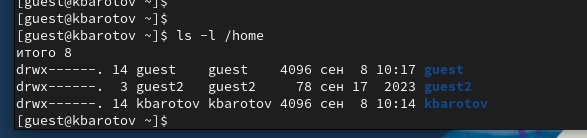 [guest@kbarotov]$
[guest@kbarotov]$
[guest@kbarotov]$ ls -l /home
итого 8
drwx------. 14 guest    guest    4096 сен  8 10:17 guest
drwx------.  3 guest2   guest2     78 сен 17  2023 guest2
drwx------. 14 kbarotov kbarotov 4096 сен  8 10:14 kbarotov
[guest@kbarotov]$